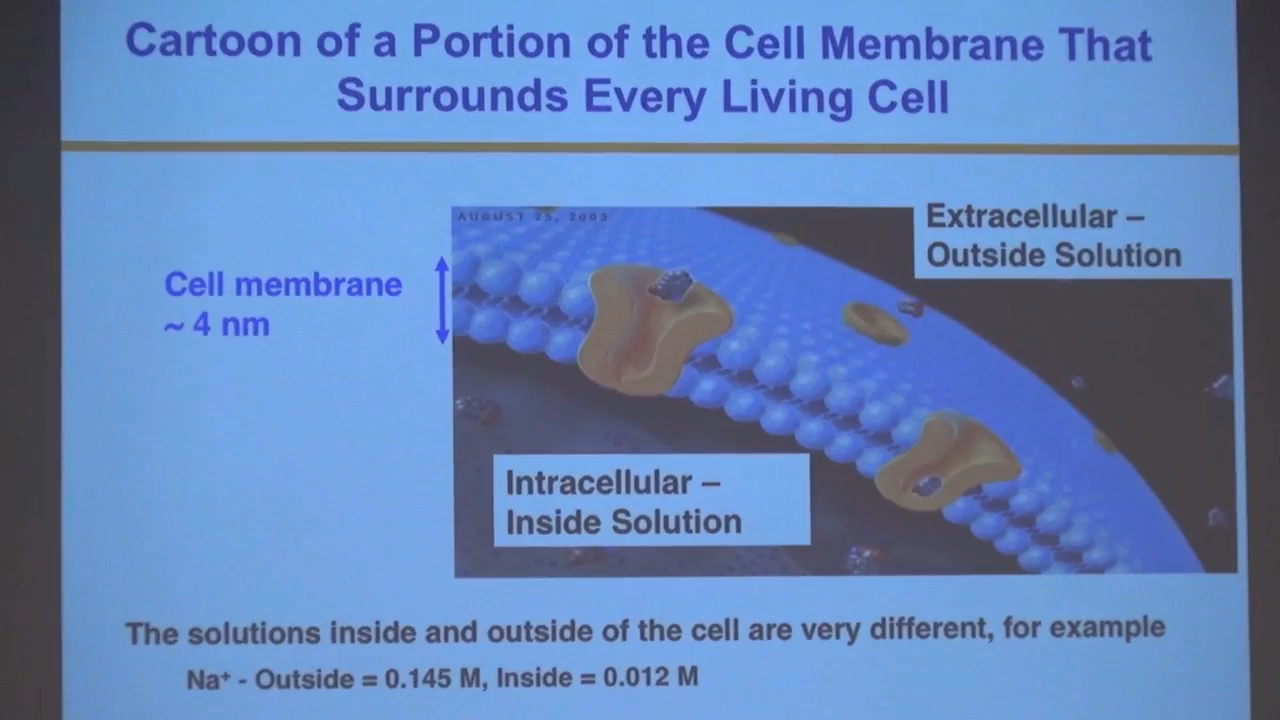 Cartoon of a Portion of the Cell Membrane That
Surrounds Every Living Cell
AUGUST 25, 2003
Extracellular –
Outside Solution
Cell membrane
~ 4 nm
Intracellular –
Inside Solution
The solutions inside and outside of the cell are very different, for example
Na⁺ - Outside = 0.145 M, Inside = 0.012 M